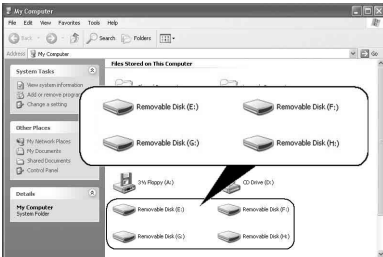 My Computer
File Edit View Favorites Tools Help
Back Search Folders
Address My Computer Go
System Tasks
View system information
Add or remove program
Change a setting
Other Places
My Network Places
My Documents
Shared Documents
Control Panel
Details
My Computer
System Folder
Files Stored on This Computer
Removable Disk (E:) Removable Disk (F:)
Removable Disk (G:) Removable Disk (H:)
3½ Floppy (A:) CD Drive (D:)
Removable Disk (E:) Removable Disk (F:)
Removable Disk (G:) Removable Disk (H:)